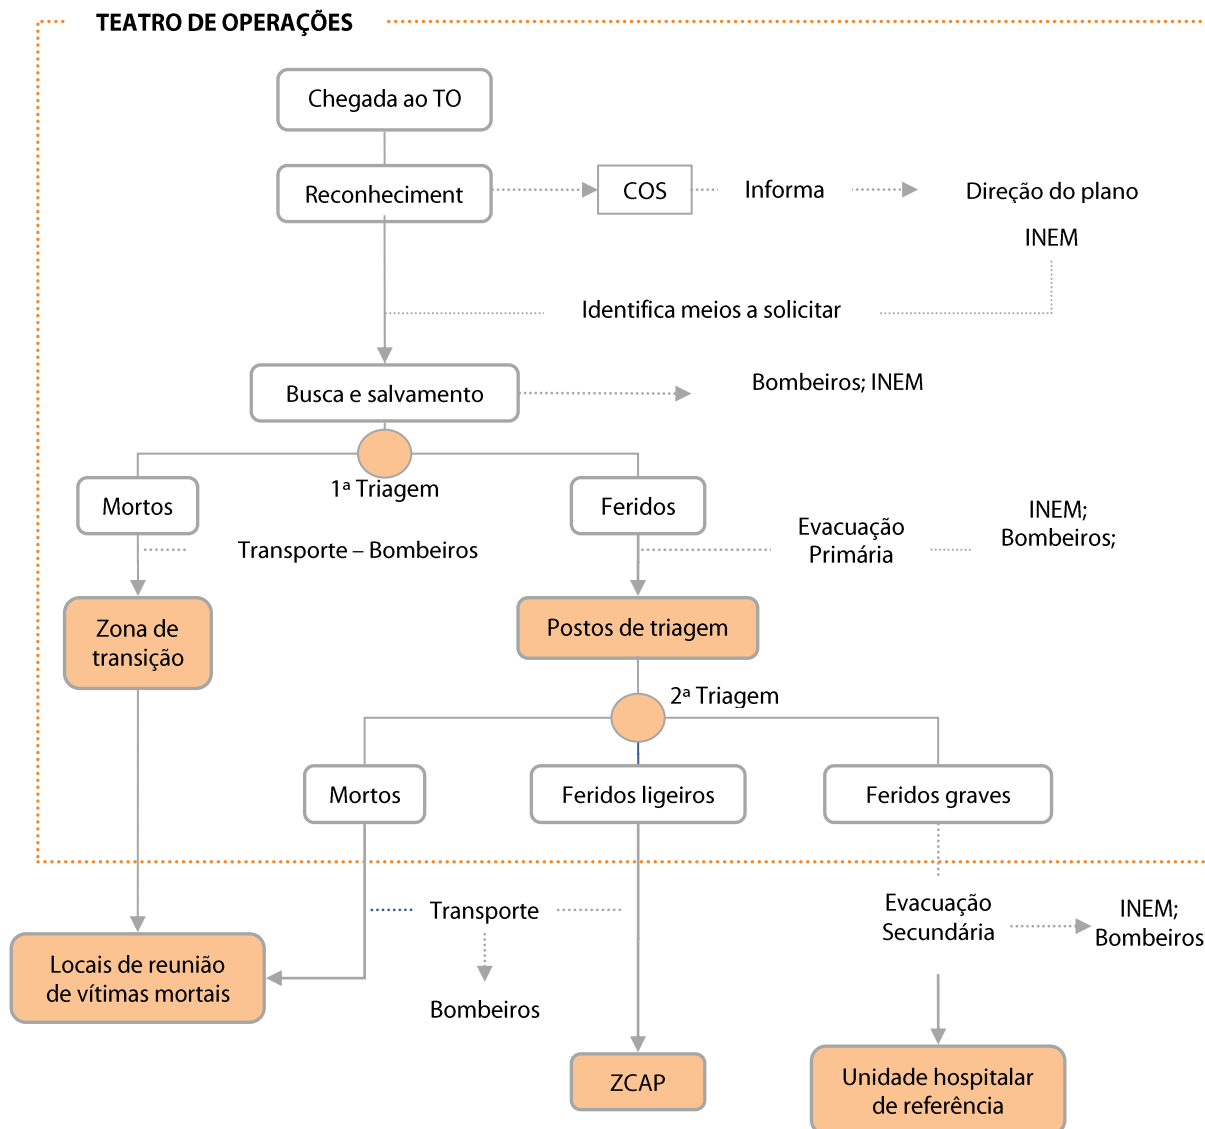 TEATRO DE OPERAÇÕES
Chegada ao TO
Reconheciment
COS
Informa
Direção do plano
INEM
Identifica meios a solicitar
Busca e salvamento
Bombeiros; INEM
1ª Triagem
Mortos
Feridos
Transporte – Bombeiros
Evacuação
Primária
INEM;
Bombeiros;
Zona de
transição
Postos de triagem
2ª Triagem
Mortos
Feridos ligeiros
Feridos graves
Transporte
Bombeiros
Evacuação
Secundária
INEM;
Bombeiros
Locais de reunião
de vítimas mortais
ZCAP
Unidade hospitalar
de referência